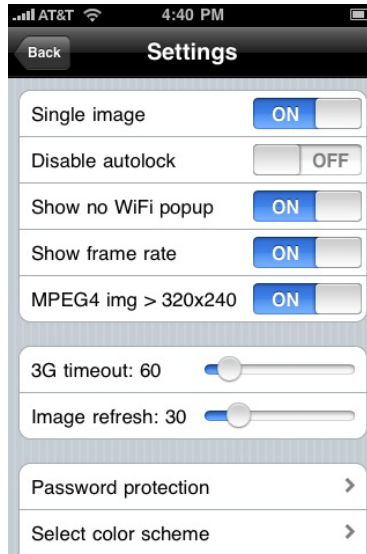 AT&T 4:40 PM
Back Settings
Single image ON
Disable autolock OFF
Show no WiFi popup ON
Show frame rate ON
MPEG4 img > 320x240 ON
3G timeout: 60
Image refresh: 30
Password protection
Select color scheme